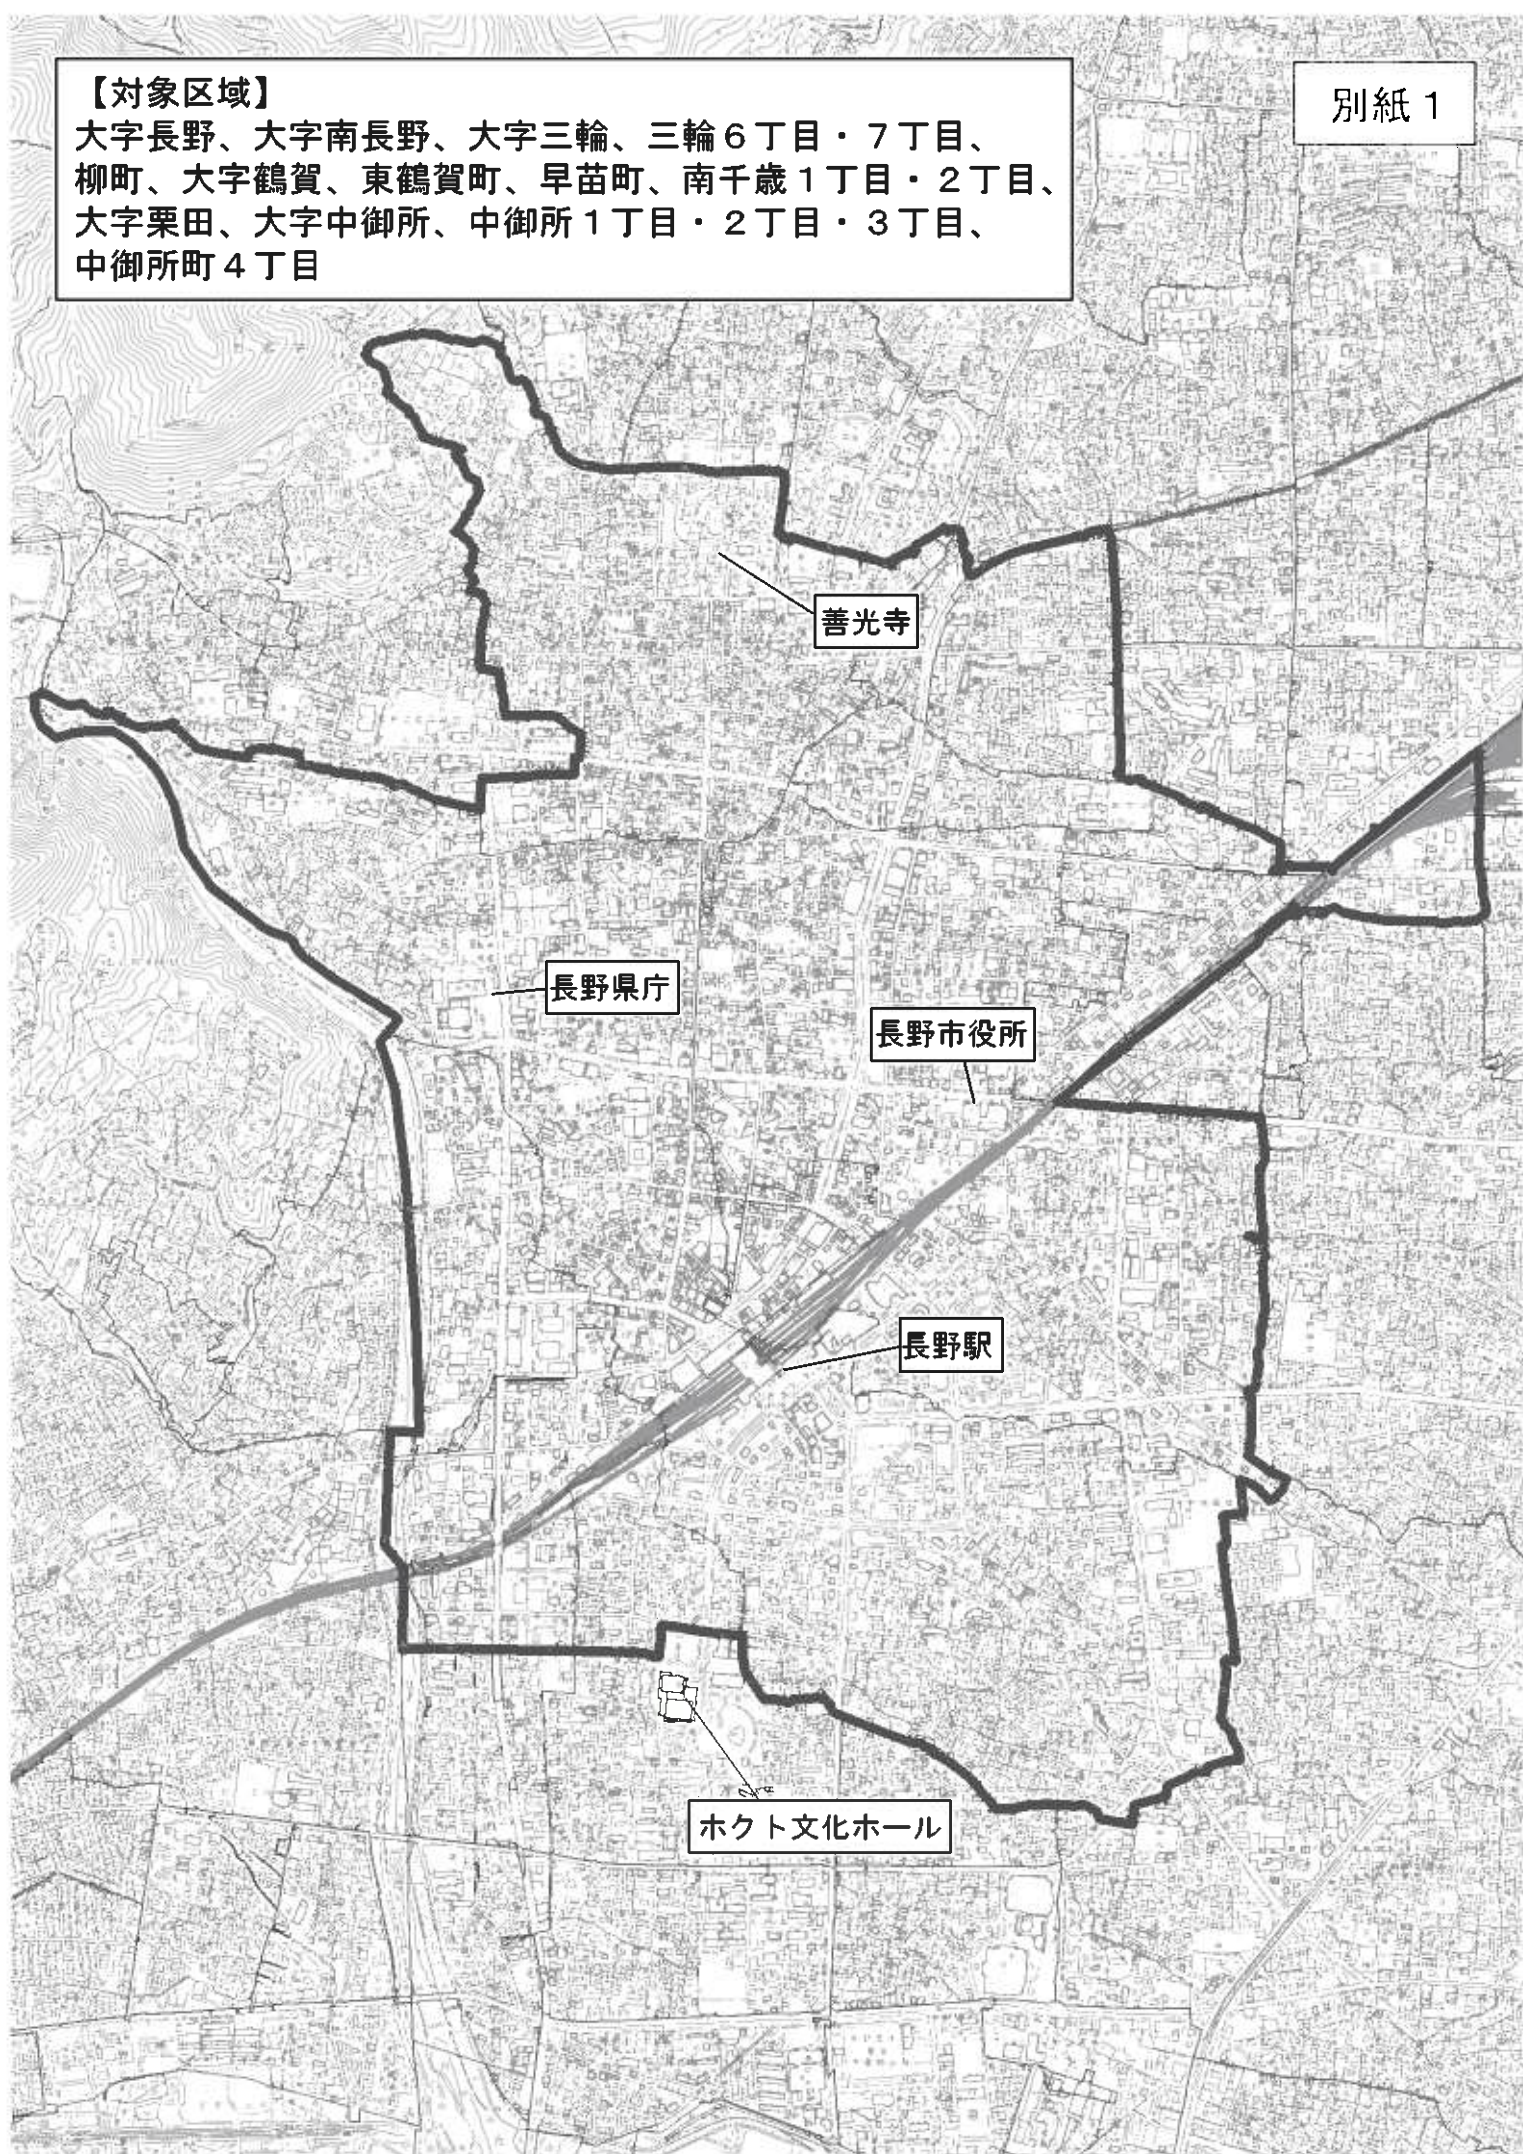 【対象区域】
大字長野、大字南長野、大字三輪、三輪６丁目・７丁目、
柳町、大字鶴賀、東鶴賀町、早苗町、南千歳１丁目・２丁目、
大字栗田、大字中御所、中御所１丁目・２丁目・３丁目、
中御所町４丁目
別紙１
善光寺
長野県庁
長野市役所
長野駅
ホクト文化ホール